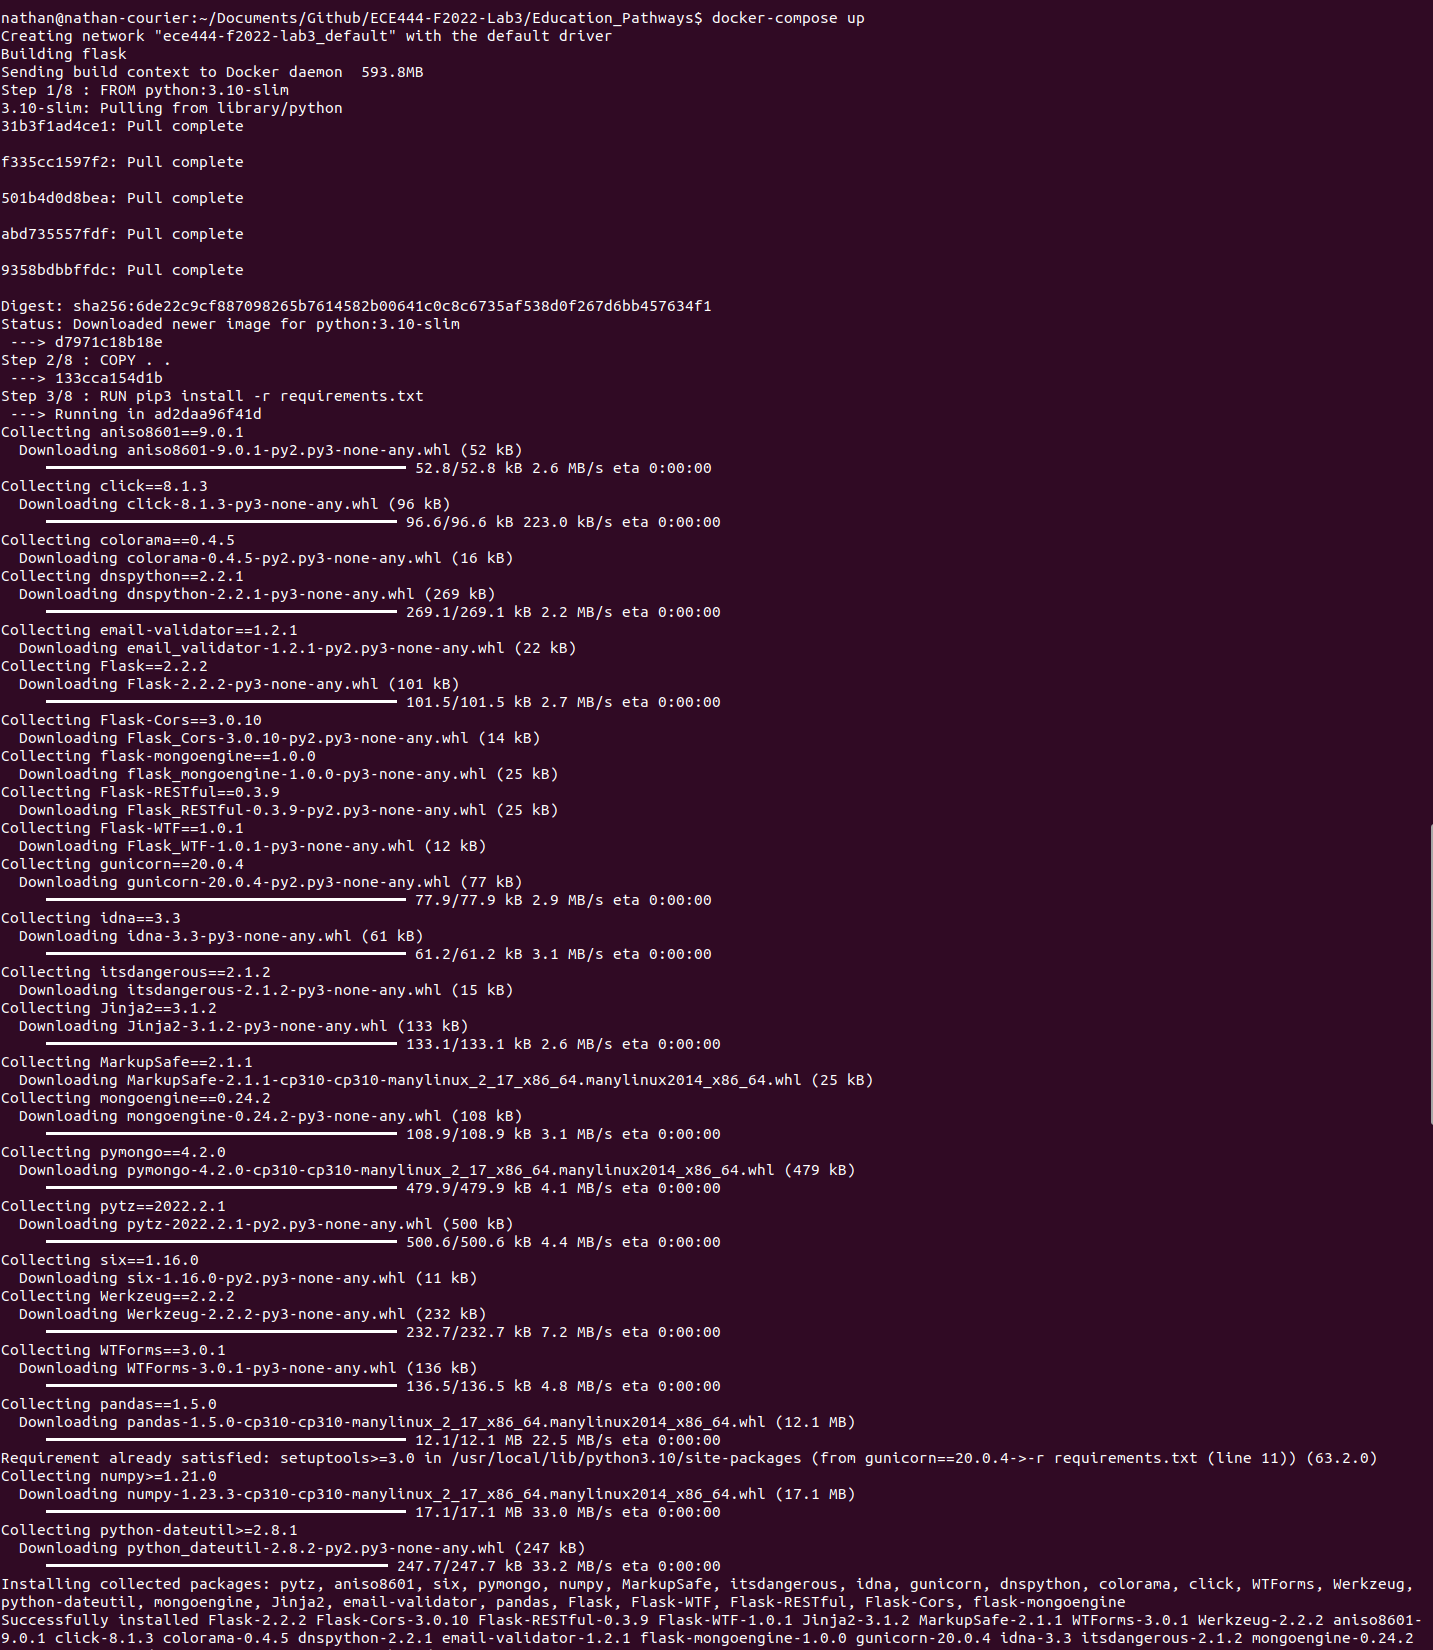 nathan@nathan-courier:~/Documents/Github/ECE444-F2022-Lab3/Education_Pathways$ docker-compose up
Creating network "ece444-f2022-lab3_default" with the default driver
Building flask
Sending build context to Docker daemon  593.8MB
Step 1/8 : FROM python:3.10-slim
3.10-slim: Pulling from library/python
31b3f1ad4ce1: Pull complete
f335cc1597f2: Pull complete
501b4d0d8bea: Pull complete
abd735557fdf: Pull complete
9358bdbbffdc: Pull complete
Digest: sha256:6de22c9cf887098265b7614582b00641c0c8c6735af538d0f267d6bb457634f1
Status: Downloaded newer image for python:3.10-slim
 ---> d7971c18b18e
Step 2/8 : COPY . .
 ---> 133cca154d1b
Step 3/8 : RUN pip3 install -r requirements.txt
 ---> Running in ad2daa96f41d
Collecting aniso8601==9.0.1
  Downloading aniso8601-9.0.1-py2.py3-none-any.whl (52 kB)
52.8/52.8 kB 2.6 MB/s eta 0:00:00
Collecting click==8.1.3
  Downloading click-8.1.3-py3-none-any.whl (96 kB)
96.6/96.6 kB 223.0 kB/s eta 0:00:00
Collecting colorama==0.4.5
  Downloading colorama-0.4.5-py2.py3-none-any.whl (16 kB)
Collecting dnspython==2.2.1
  Downloading dnspython-2.2.1-py3-none-any.whl (269 kB)
269.1/269.1 kB 2.2 MB/s eta 0:00:00
Collecting email-validator==1.2.1
  Downloading email_validator-1.2.1-py2.py3-none-any.whl (22 kB)
Collecting Flask==2.2.2
  Downloading Flask-2.2.2-py3-none-any.whl (101 kB)
101.5/101.5 kB 2.7 MB/s eta 0:00:00
Collecting Flask-Cors==3.0.10
  Downloading Flask_Cors-3.0.10-py2.py3-none-any.whl (14 kB)
Collecting flask-mongoengine==1.0.0
  Downloading flask_mongoengine-1.0.0-py3-none-any.whl (25 kB)
Collecting Flask-RESTful==0.3.9
  Downloading Flask_RESTful-0.3.9-py2.py3-none-any.whl (25 kB)
Collecting Flask-WTF==1.0.1
  Downloading Flask_WTF-1.0.1-py3-none-any.whl (12 kB)
Collecting gunicorn==20.0.4
  Downloading gunicorn-20.0.4-py2.py3-none-any.whl (77 kB)
77.9/77.9 kB 2.9 MB/s eta 0:00:00
Collecting idna==3.3
  Downloading idna-3.3-py3-none-any.whl (61 kB)
61.2/61.2 kB 3.1 MB/s eta 0:00:00
Collecting itsdangerous==2.1.2
  Downloading itsdangerous-2.1.2-py3-none-any.whl (15 kB)
Collecting Jinja2==3.1.2
  Downloading Jinja2-3.1.2-py3-none-any.whl (133 kB)
133.1/133.1 kB 2.6 MB/s eta 0:00:00
Collecting MarkupSafe==2.1.1
  Downloading MarkupSafe-2.1.1-cp310-cp310-manylinux_2_17_x86_64.manylinux2014_x86_64.whl (25 kB)
Collecting mongoengine==0.24.2
  Downloading mongoengine-0.24.2-py3-none-any.whl (108 kB)
108.9/108.9 kB 3.1 MB/s eta 0:00:00
Collecting pymongo==4.2.0
  Downloading pymongo-4.2.0-cp310-cp310-manylinux_2_17_x86_64.manylinux2014_x86_64.whl (479 kB)
479.9/479.9 kB 4.1 MB/s eta 0:00:00
Collecting pytz==2022.2.1
  Downloading pytz-2022.2.1-py2.py3-none-any.whl (500 kB)
500.6/500.6 kB 4.4 MB/s eta 0:00:00
Collecting six==1.16.0
  Downloading six-1.16.0-py2.py3-none-any.whl (11 kB)
Collecting Werkzeug==2.2.2
  Downloading Werkzeug-2.2.2-py3-none-any.whl (232 kB)
232.7/232.7 kB 7.2 MB/s eta 0:00:00
Collecting WTForms==3.0.1
  Downloading WTForms-3.0.1-py3-none-any.whl (136 kB)
136.5/136.5 kB 4.8 MB/s eta 0:00:00
Collecting pandas==1.5.0
  Downloading pandas-1.5.0-cp310-cp310-manylinux_2_17_x86_64.manylinux2014_x86_64.whl (12.1 MB)
12.1/12.1 MB 22.5 MB/s eta 0:00:00
Requirement already satisfied: setuptools>=3.0 in /usr/local/lib/python3.10/site-packages (from gunicorn==20.0.4->-r requirements.txt (line 11)) (63.2.0)
Collecting numpy>=1.21.0
  Downloading numpy-1.23.3-cp310-cp310-manylinux_2_17_x86_64.manylinux2014_x86_64.whl (17.1 MB)
17.1/17.1 MB 33.0 MB/s eta 0:00:00
Collecting python-dateutil>=2.8.1
  Downloading python_dateutil-2.8.2-py2.py3-none-any.whl (247 kB)
247.7/247.7 kB 33.2 MB/s eta 0:00:00
Installing collected packages: pytz, aniso8601, six, pymongo, numpy, MarkupSafe, itsdangerous, idna, gunicorn, dnspython, colorama, click, WTForms, Werkzeug,
python-dateutil, mongoengine, Jinja2, email-validator, pandas, Flask, Flask-WTF, Flask-RESTful, Flask-Cors, flask-mongoengine
Successfully installed Flask-2.2.2 Flask-Cors-3.0.10 Flask-RESTful-0.3.9 Flask-WTF-1.0.1 Jinja2-3.1.2 MarkupSafe-2.1.1 WTForms-3.0.1 Werkzeug-2.2.2 aniso8601-
9.0.1 click-8.1.3 colorama-0.4.5 dnspython-2.2.1 email-validator-1.2.1 flask-mongoengine-1.0.0 gunicorn-20.0.4 idna-3.3 itsdangerous-2.1.2 mongoengine-0.24.2